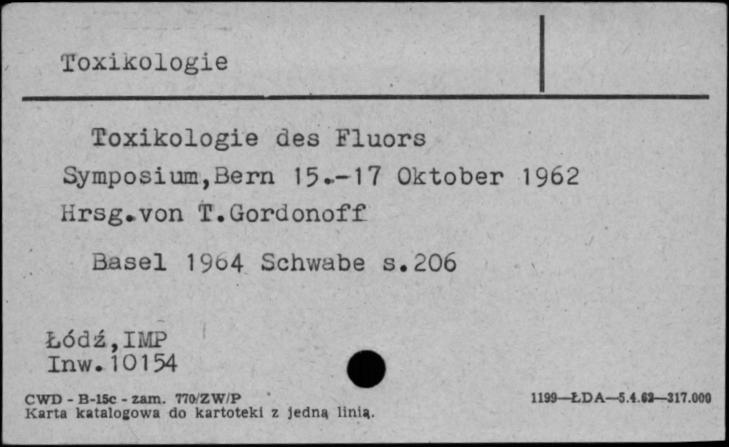 Toxikologie
Toxikologie des Fluors
Symposium,Bern 15.-17 Oktober 1962
Hrsg.von T.Gordonoff
Basel 1964 Schwabe s.206
Łódź,IMP
Inw.10154
CWD - B-15c - zam. 770/ZW/P
1199—ŁDA—5.4.62—317.000
Karta katalogowa do kartoteki z jedną linią.